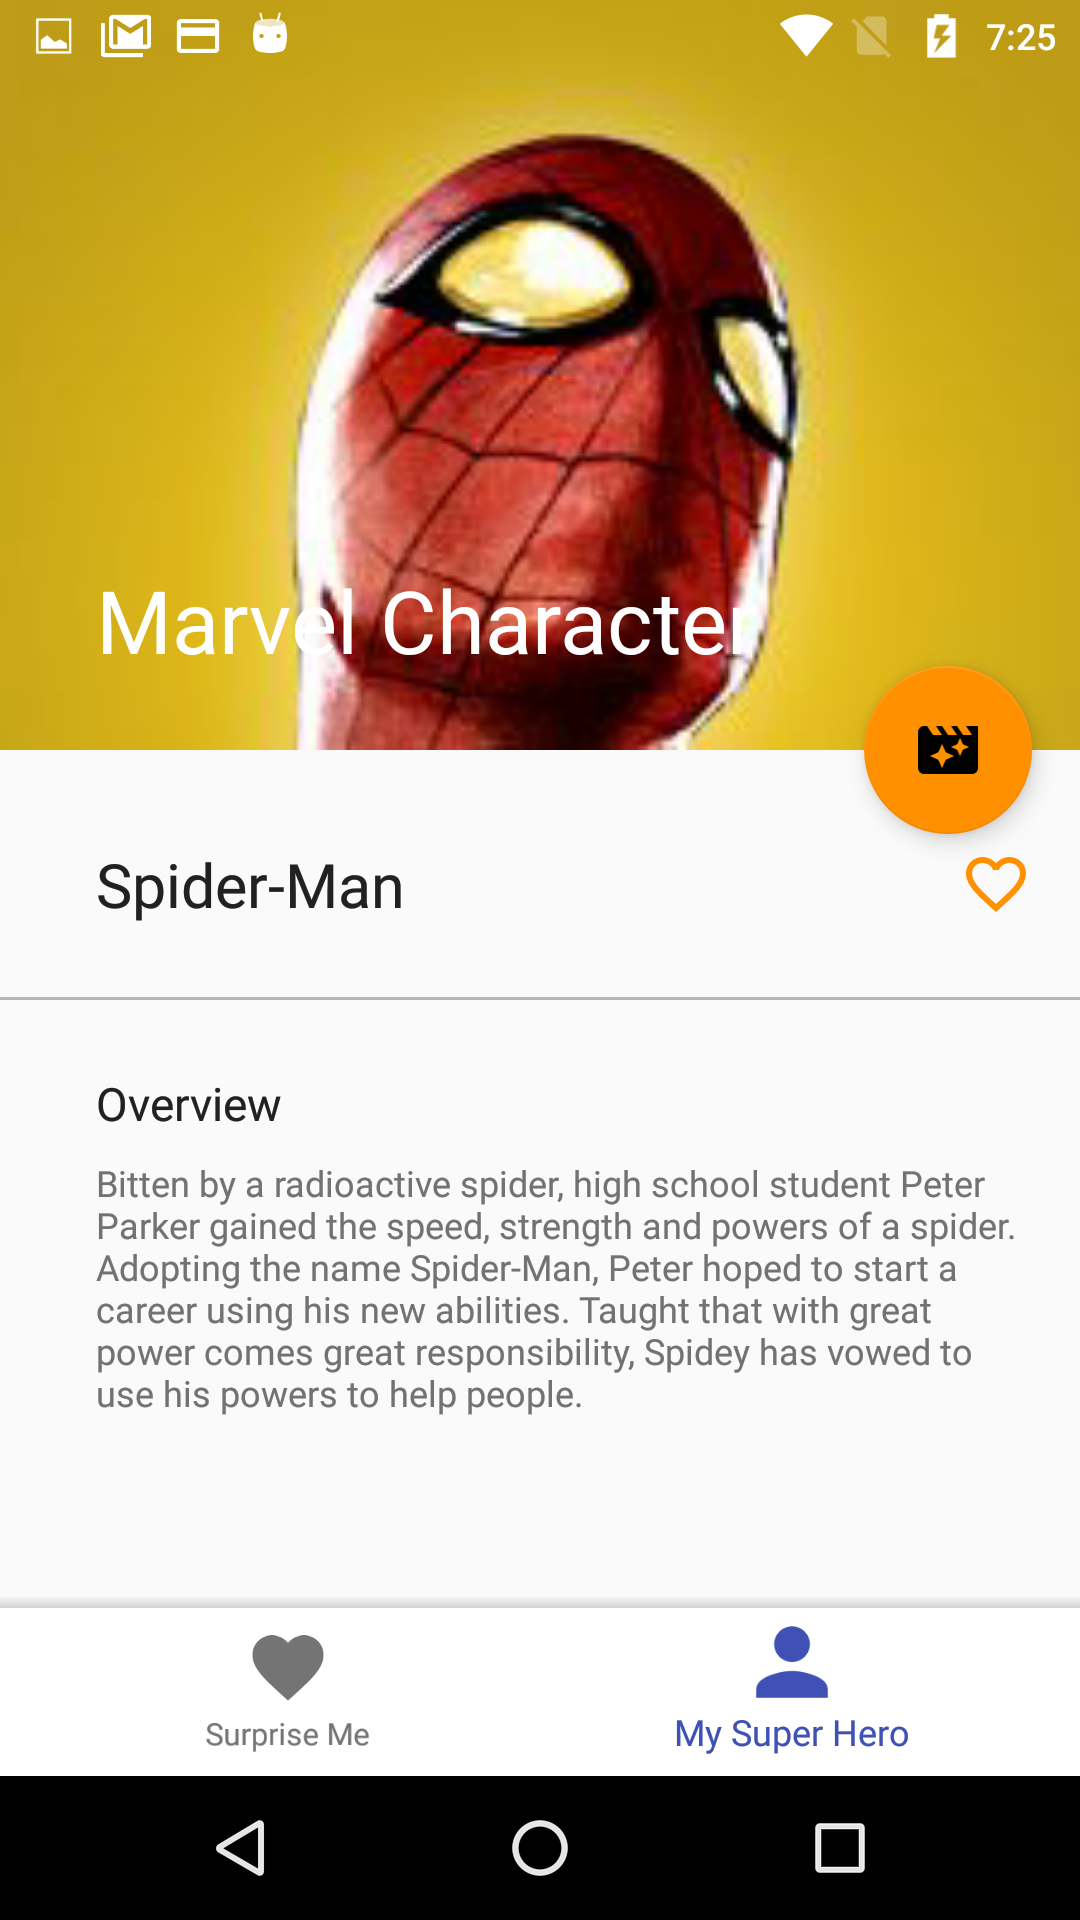 7:25
Marvel Character
Spider-Man
Overview
Bitten by a radioactive spider, high school student Peter
Parker gained the speed, strength and powers of a spider.
Adopting the name Spider-Man, Peter hoped to start a
career using his new abilities. Taught that with great
power comes great responsibility, Spidey has vowed to
use his powers to help people.
Surprise Me
My Super Hero